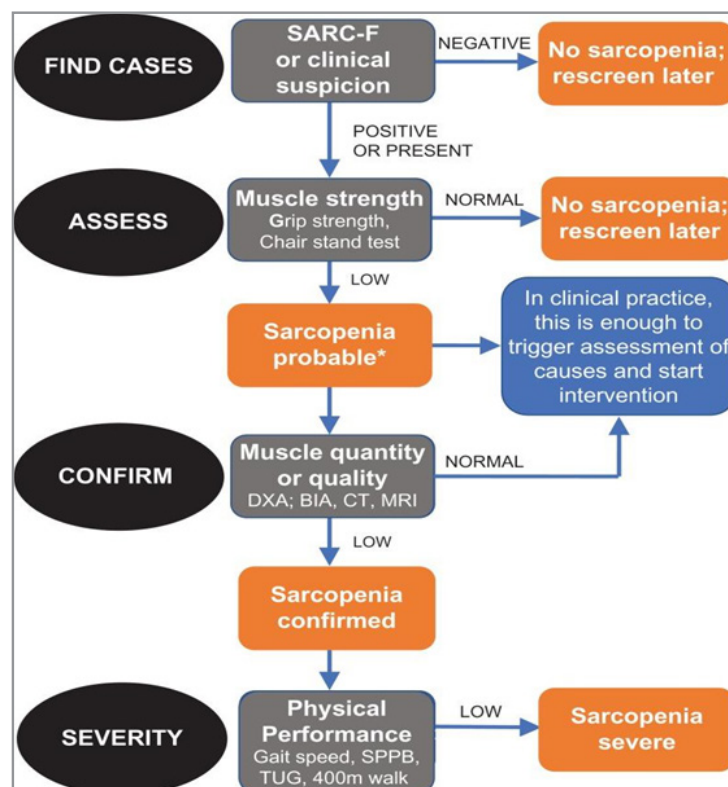 FIND CASES
SARC-F
or clinical
suspicion
NEGATIVE
No sarcopenia;
rescreen later
POSITIVE
OR PRESENT
ASSESS
Muscle strength
Grip strength,
Chair stand test
NORMAL
No sarcopenia;
rescreen later
LOW
Sarcopenia
probable*
In clinical practice,
this is enough to
trigger assessment of
causes and start
intervention
CONFIRM
Muscle quantity
or quality
DXA; BIA, CT, MRI
NORMAL
LOW
Sarcopenia
confirmed
SEVERITY
Physical
Performance
Gait speed, SPPB,
TUG, 400m walk
LOW
Sarcopenia
severe